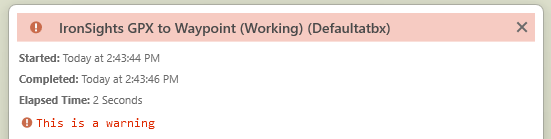 IronSights GPX to Waypoint (Working) (Defaultatbx)
Started: Today at 2:43:44 PM
Completed: Today at 2:43:46 PM
Elapsed Time: 2 Seconds
This is a warning